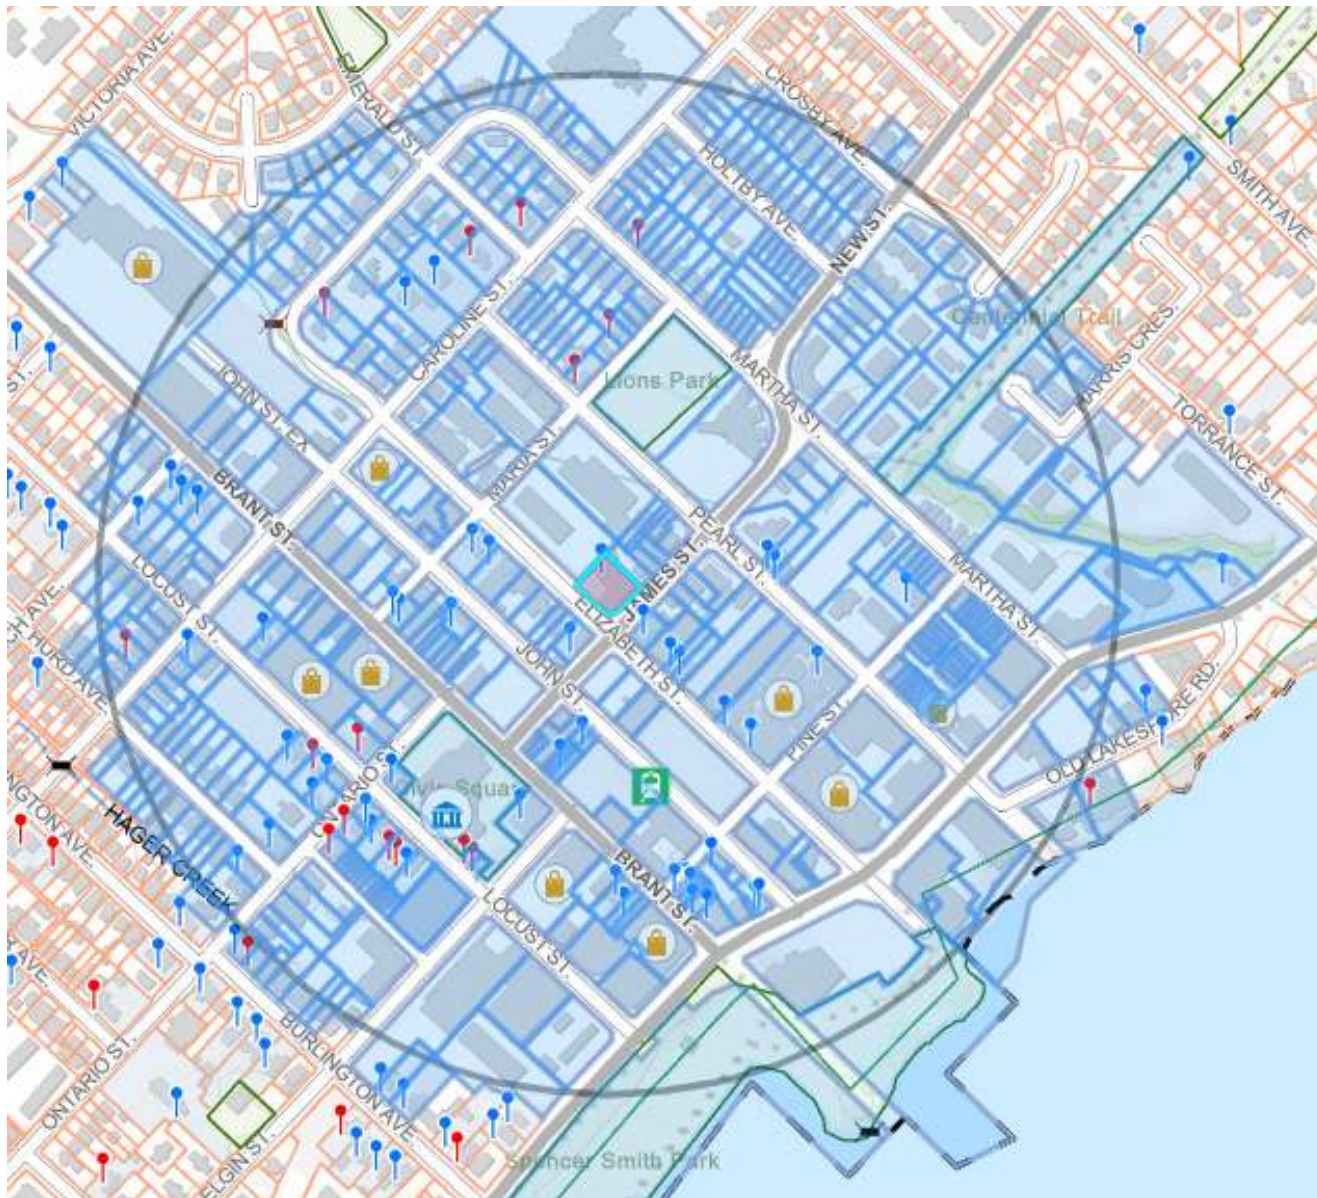 VICTORIA AVE.
EMERALD ST.
CROSBY AVE.
HOLTBY AVE.
SMITH AVE.
NEW ST.
CAROLINE ST.
Centennial Trail
HARRIS CRES.
JOHN ST. EX
Lions Park
MARTHA ST.
TORRANCE ST.
MARIA ST.
BRANT ST.
PEARL ST.
LOCUST ST.
JAMES ST.
MARTHA ST.
ELIZABETH ST.
HURD AVE.
JOHN ST.
PINE ST.
OLD LAKESHORE RD.
ONTARIO ST.
Civic Square
HAGER CREEK
BRANT ST.
LOCUST ST.
BURLINGTON AVE.
ONTARIO ST.
ELGIN ST.
Spencer Smith Park